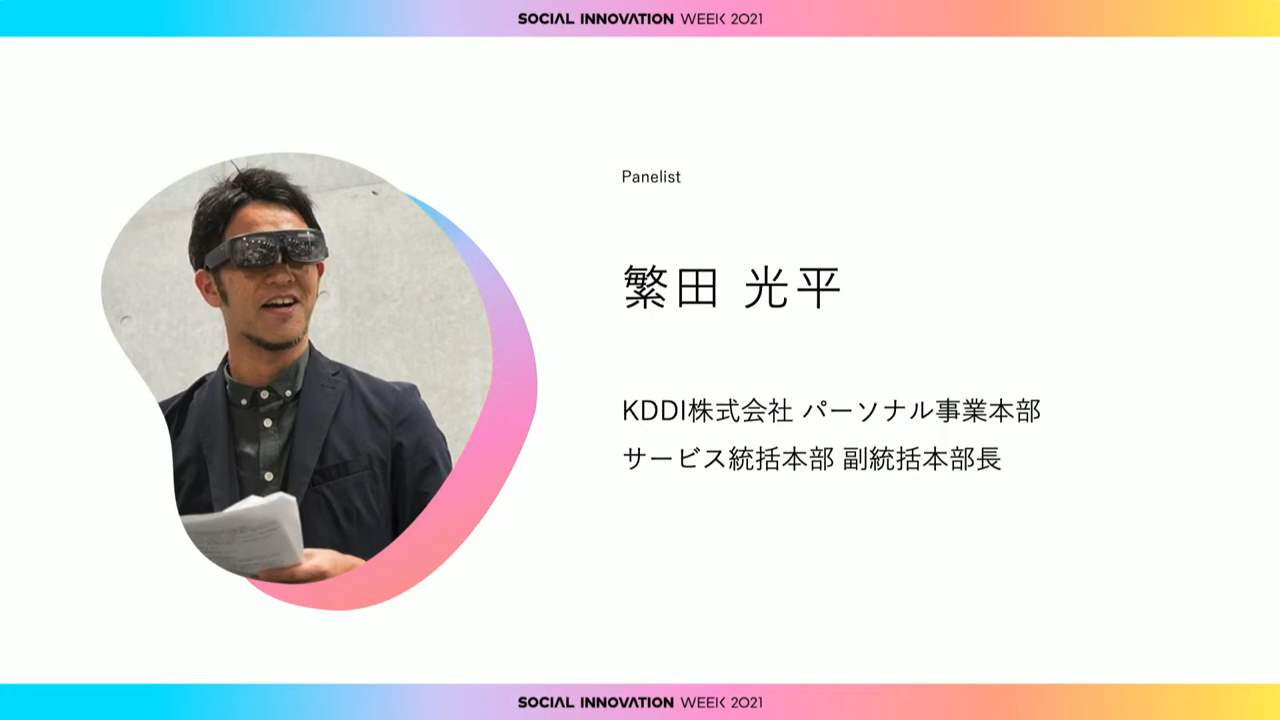 SOCIAL INNOVATION WEEK 2021
Panelist
繁田 光平
KDDI株式会社 パーソナル事業本部
サービス統括本部 副統括本部長
SOCIAL INNOVATION WEEK 2021